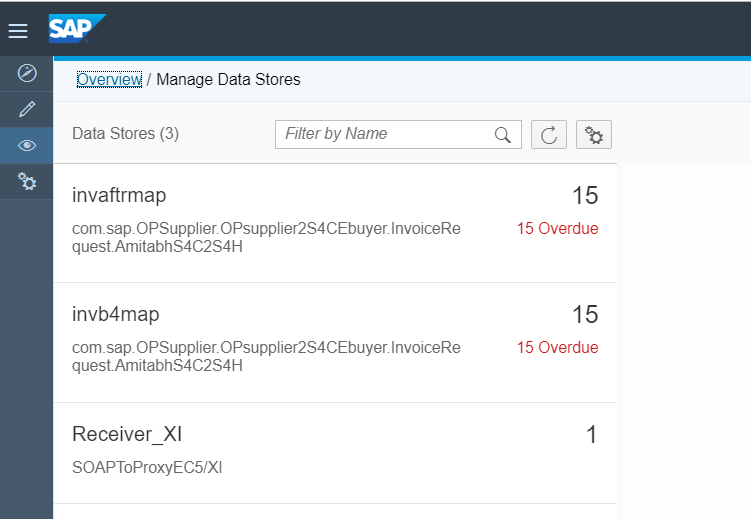 SAP
Overview / Manage Data Stores
Data Stores (3)
Filter by Name
invaftrmap
15
com.sap.OPSupplier.OPsupplier2S4CEbuyer.InvoiceRe
15 Overdue
quest.AmitabhS4C2S4H
invb4map
15
com.sap.OPSupplier.OPsupplier2S4CEbuyer.InvoiceRe
15 Overdue
quest.AmitabhS4C2S4H
Receiver_XI
1
SOAPToProxyEC5/XI